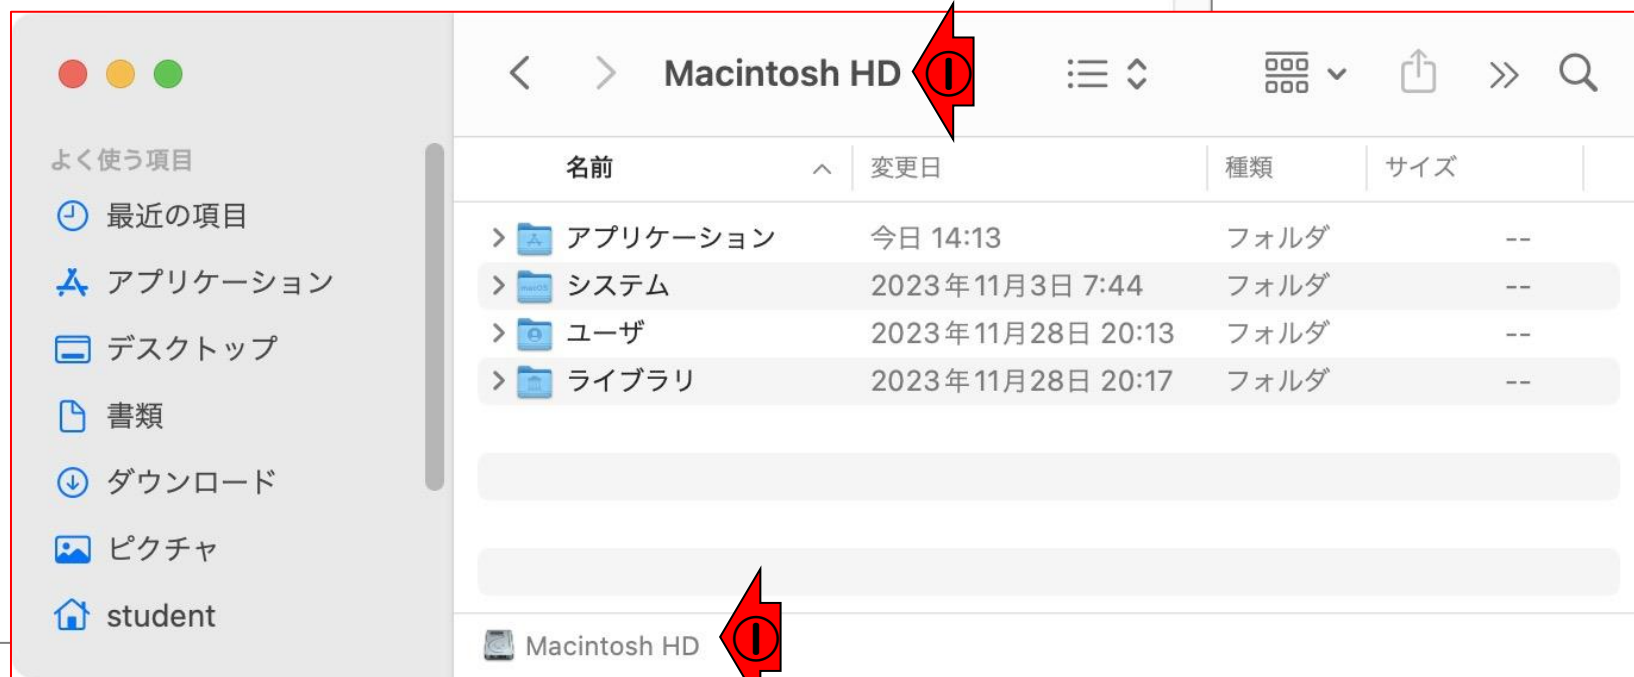 Macintosh HD ①
よく使う項目
最近の項目
アプリケーション
デスクトップ
書類
ダウンロード
ピクチャ
student
名前 変更日 種類 サイズ
アプリケーション 今日 14:13 フォルダ --
システム 2023年11月3日 7:44 フォルダ --
ユーザ 2023年11月28日 20:13 フォルダ --
ライブラリ 2023年11月28日 20:17 フォルダ --
Macintosh HD ①